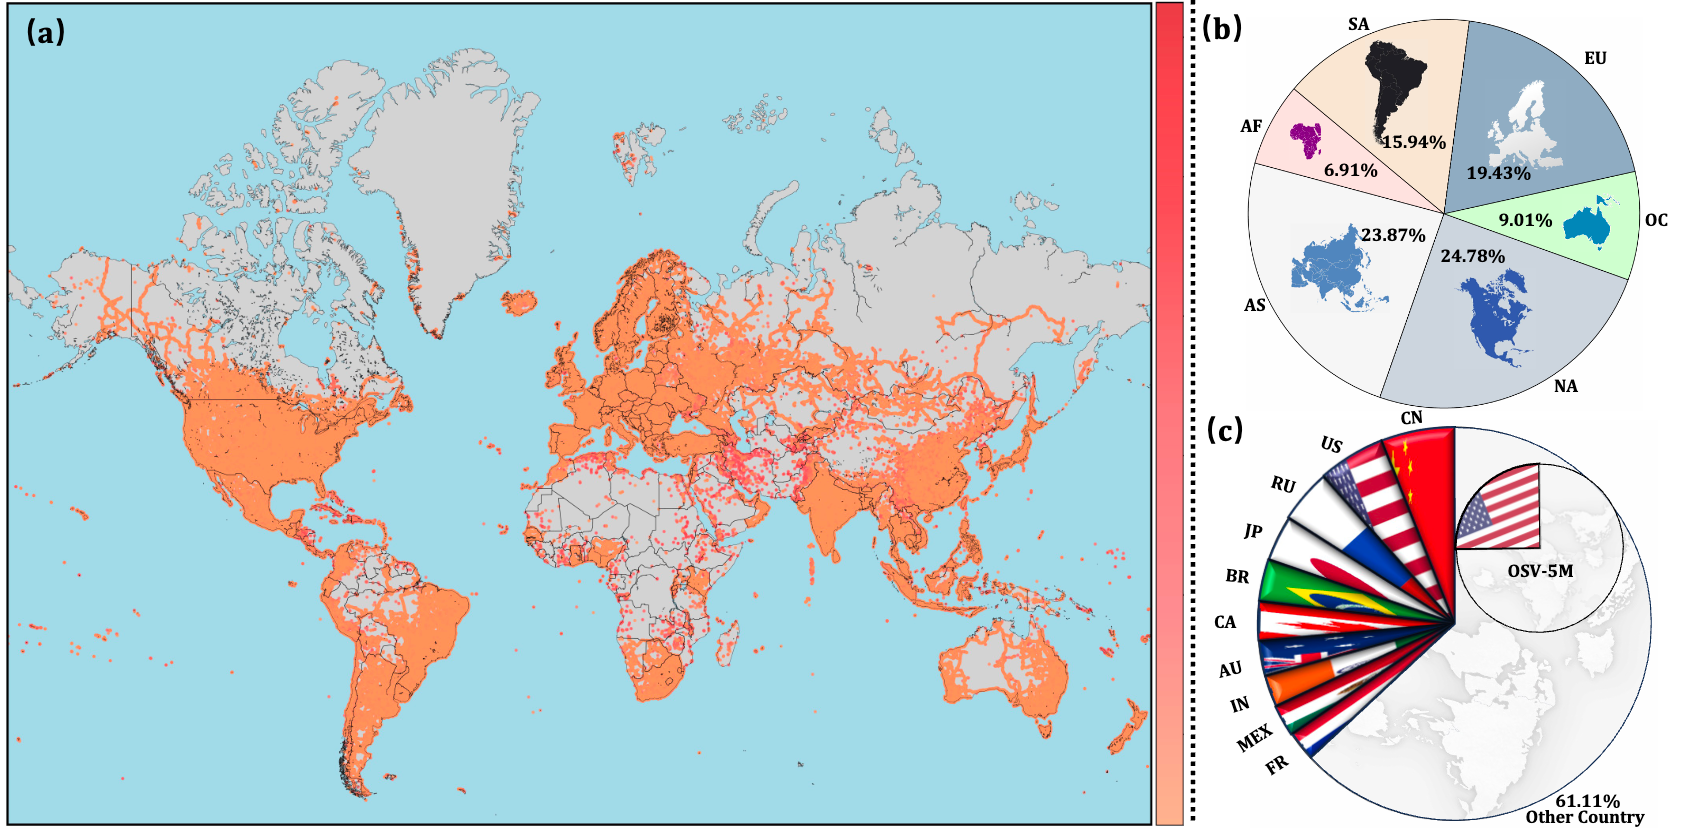 (a)
(b)
SA
EU
15.94%
AF
6.91%
19.43%
9.01%
OC
23.87%
24.78%
AS
NA
(c)
CN
US
RU
JP
BR
CA
AU
IN
MEX
FR
OSV-5M
61.11%
Other Country